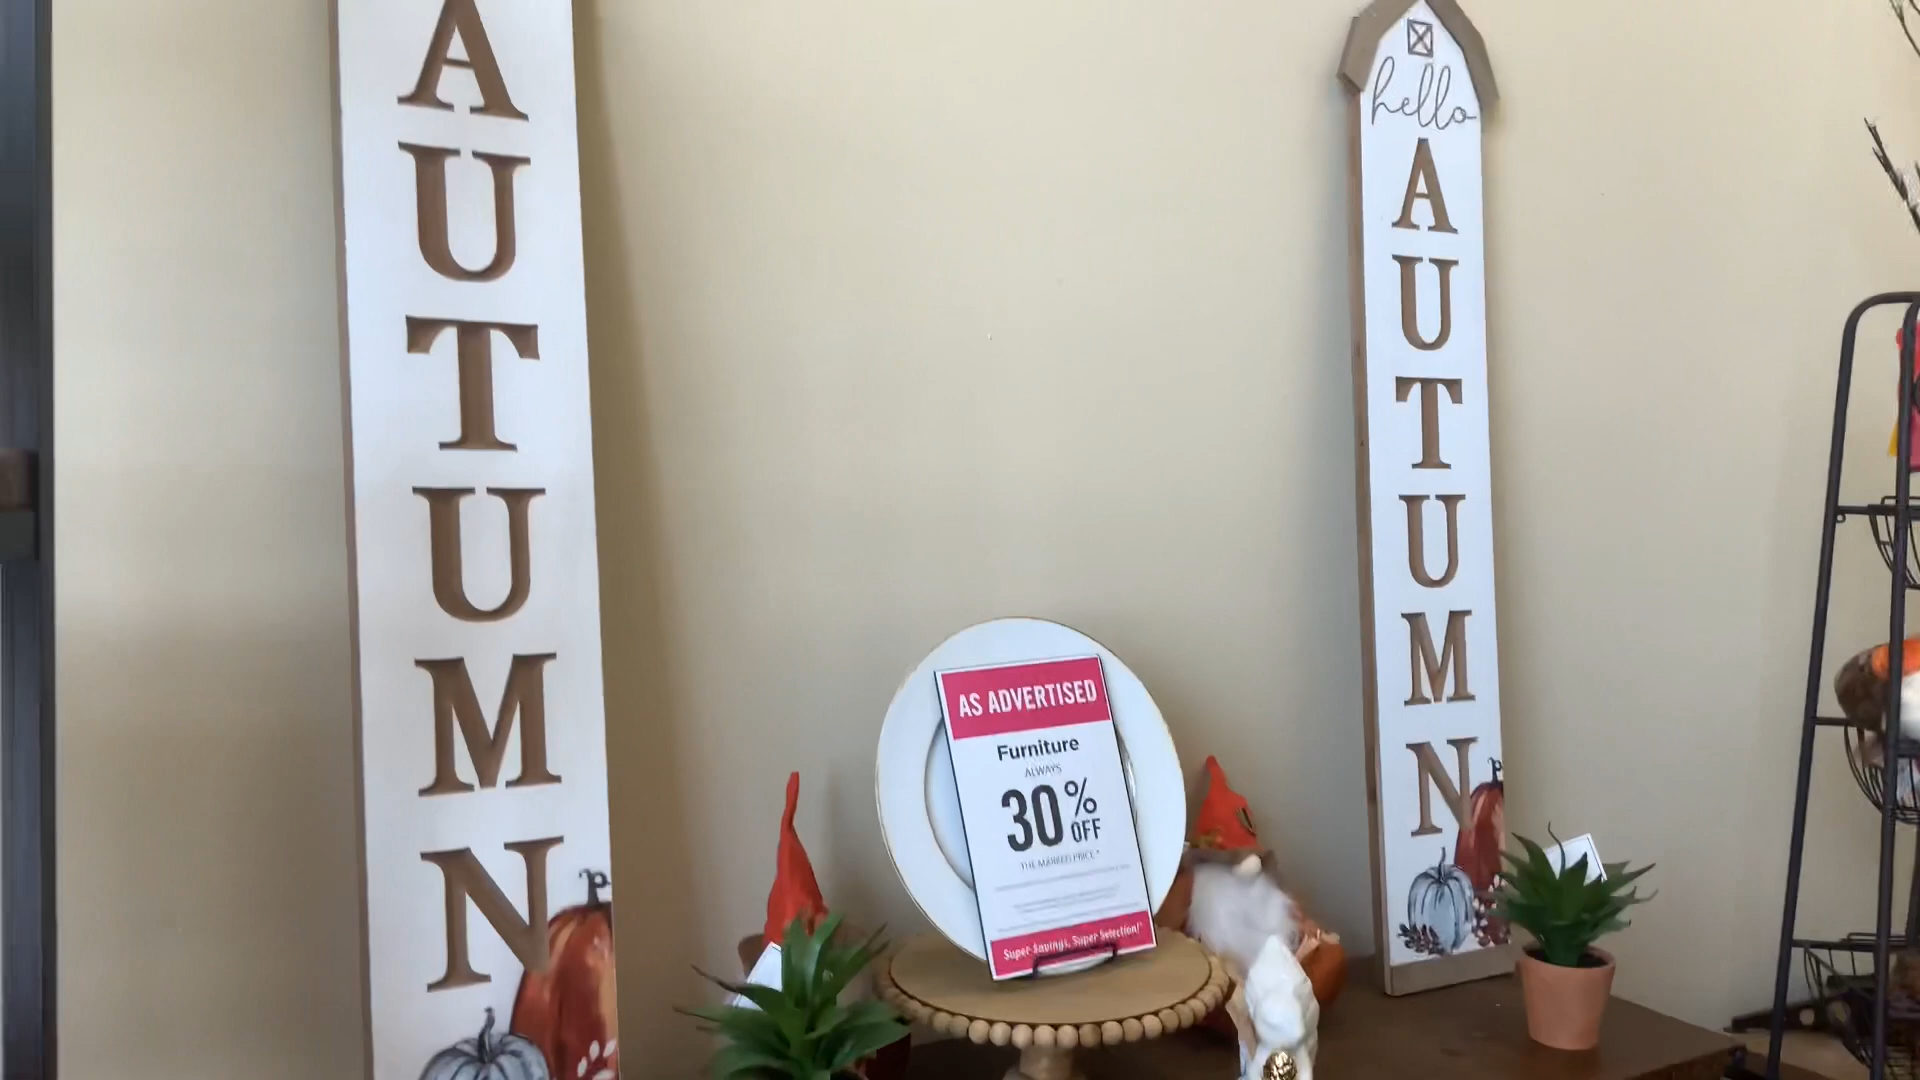 AUTUMN
hello
AUTUMN
AS ADVERTISED
Furniture
ALWAYS
30% OFF
THE MARKED PRICE*
Super Savings, Super Selection!